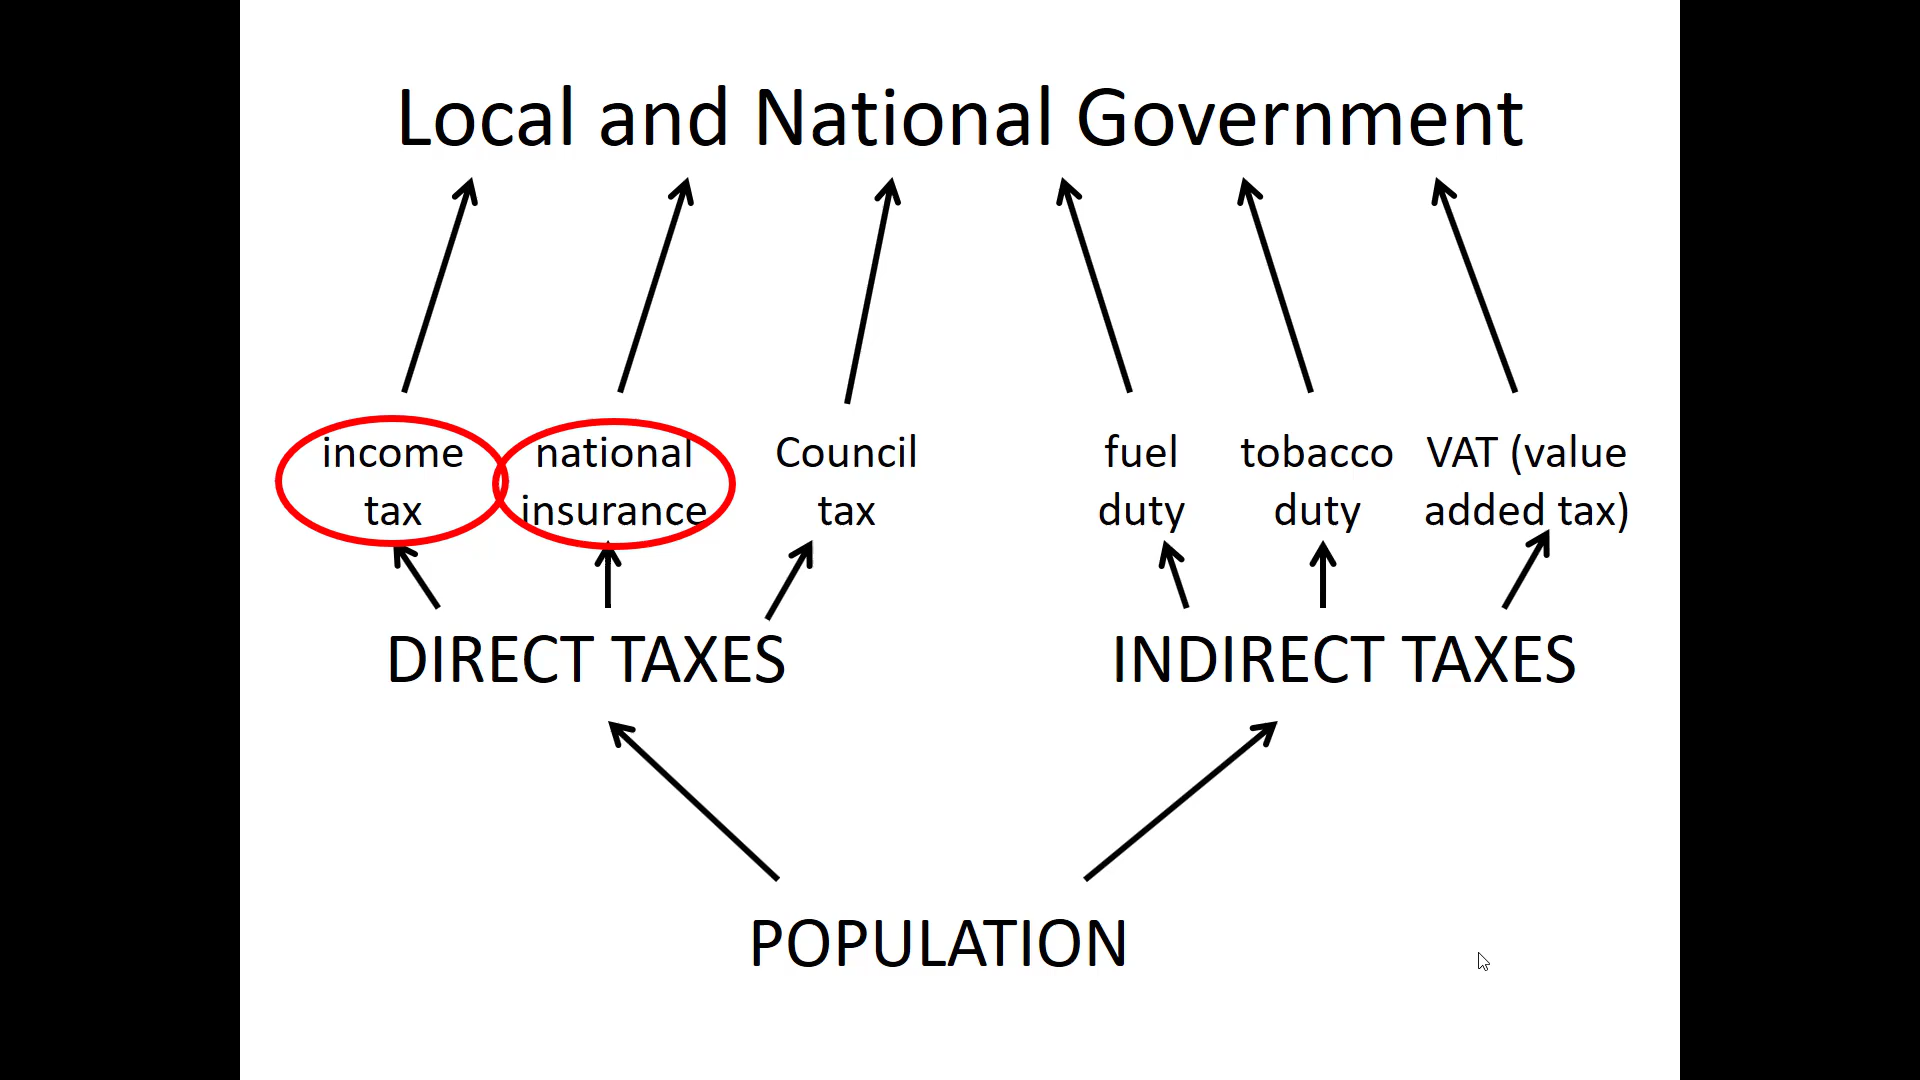 Local and National Government
income
tax
national
insurance
Council
tax
fuel
duty
tobacco
duty
VAT (value
added tax)
DIRECT TAXES
INDIRECT TAXES
POPULATION